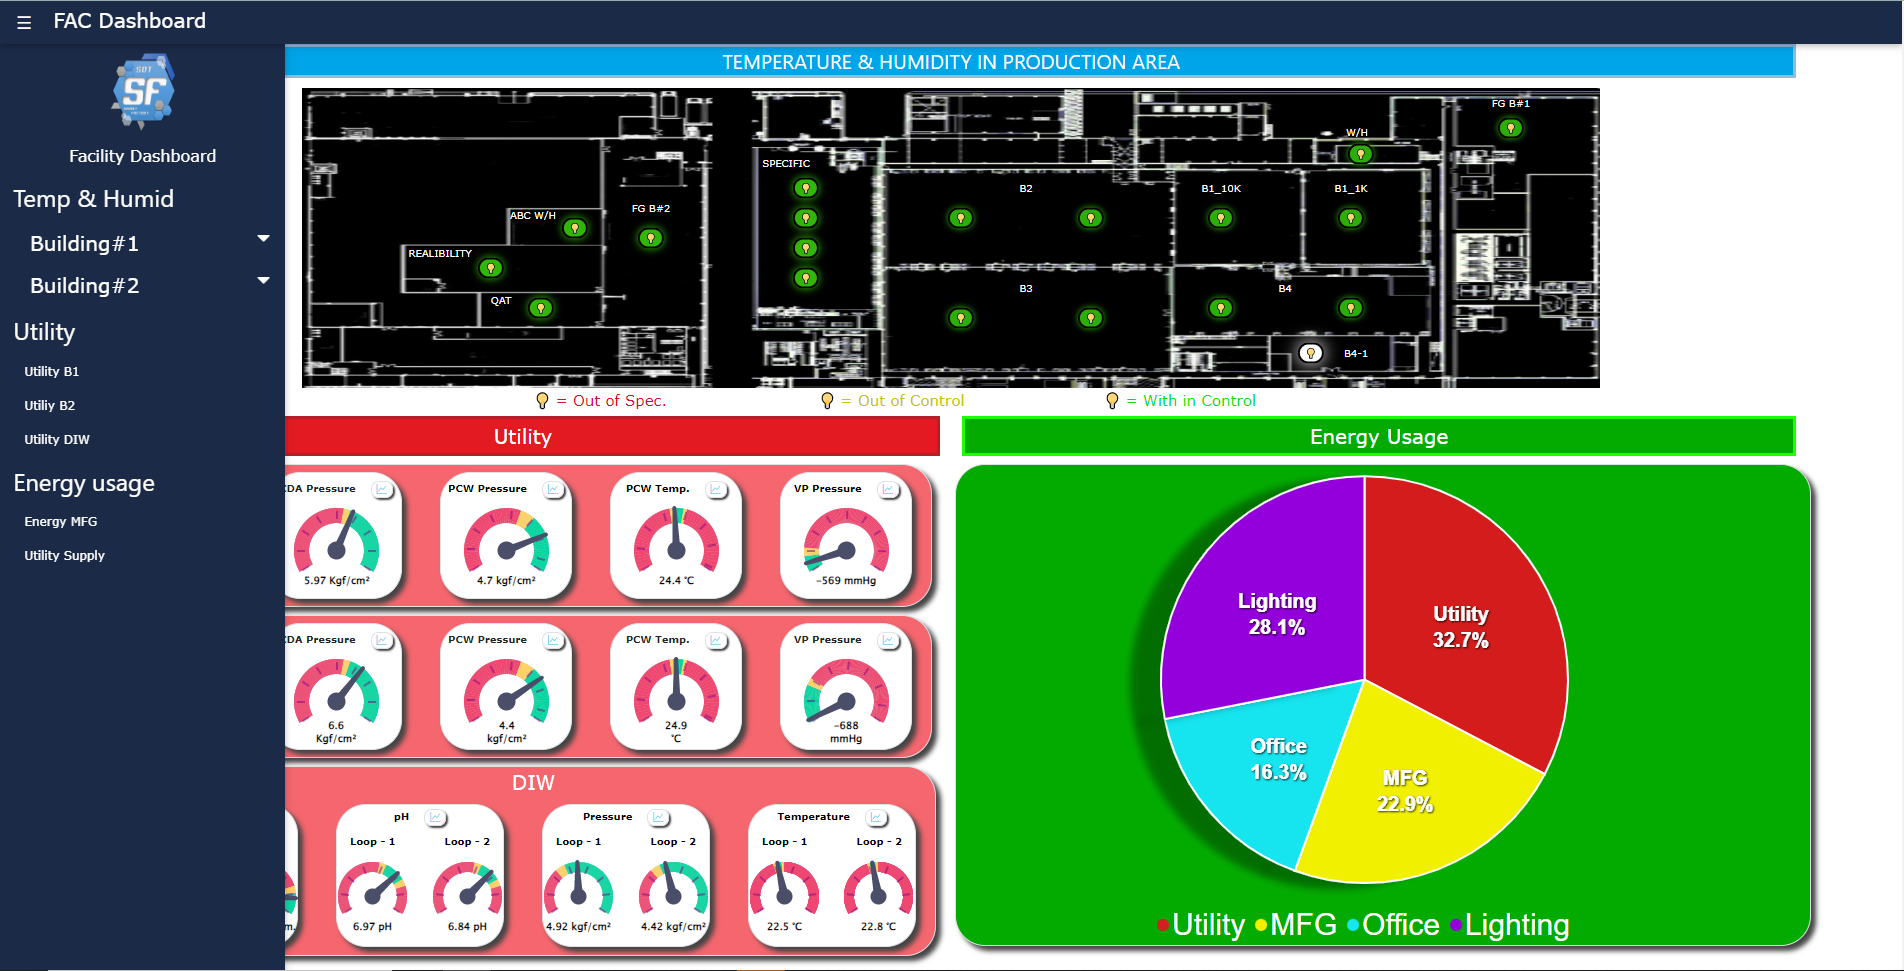 ☰ FAC Dashboard
SDT
SF
SMART
FACTORY
Facility Dashboard
Temp & Humid
Building#1
Building#2
Utility
Utility B1
Utiliy B2
Utility DIW
Energy usage
Energy MFG
Utility Supply
TEMPERATURE & HUMIDITY IN PRODUCTION AREA
FG B#1
W/H
SPECIFIC
B2
B1_10K
B1_1K
ABC W/H
FG B#2
REALIBILITY
QAT
B3
B4
B4-1
= Out of Spec.
= Out of Control
= With in Control
Utility
CDA Pressure
5.97 Kgf/cm²
PCW Pressure
4.7 kgf/cm²
PCW Temp.
24.4 °C
VP Pressure
-569 mmHg
CDA Pressure
6.6
Kgf/cm²
PCW Pressure
4.4
kgf/cm²
PCW Temp.
24.9
°C
VP Pressure
-688
mmHg
DIW
m.
pH
Loop - 1
Loop - 2
6.97 pH
6.84 pH
Pressure
Loop - 1
Loop - 2
4.92 kgf/cm²
4.42 kgf/cm²
Temperature
Loop - 1
Loop - 2
22.5 °C
22.8 °C
Energy Usage
Lighting
28.1%
Utility
32.7%
Office
16.3%
MFG
22.9%
Utility MFG Office Lighting